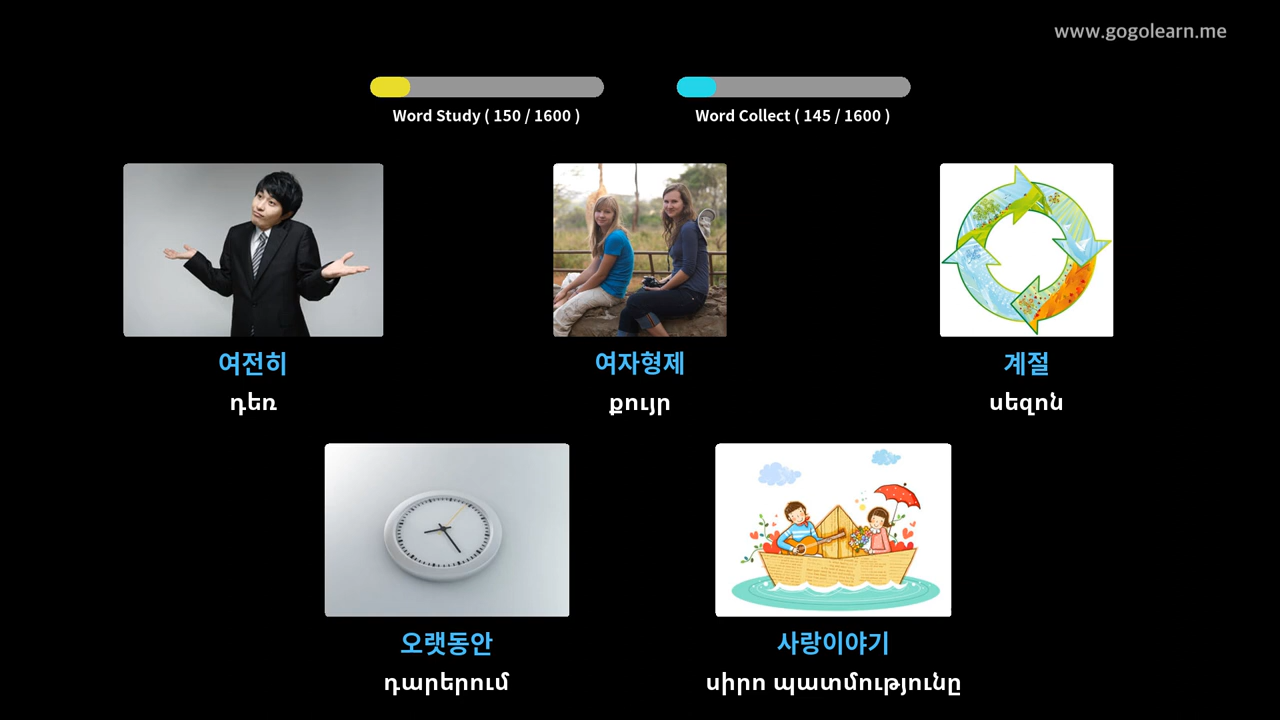 www.gogolearn.me
Word Study ( 150 / 1600 )
Word Collect ( 145 / 1600 )
여전히
դեռ
여자형제
քույր
계절
սեզոն
오랫동안
դարերում
사랑이야기
սիրո պատմությունը